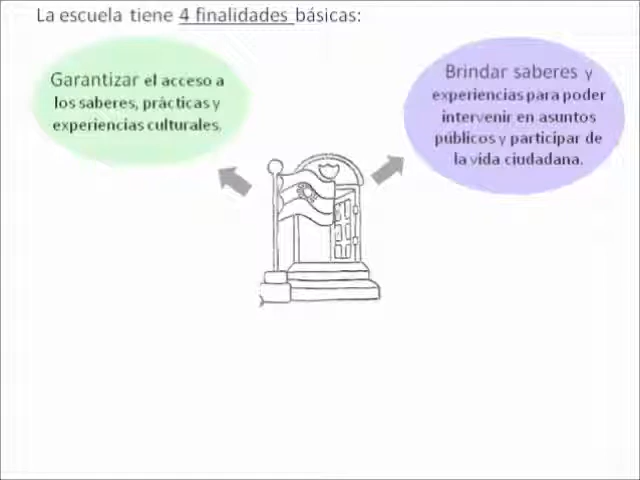 La escuela tiene 4 finalidades básicas:
Garantizar el acceso a
los saberes, prácticas y
experiencias culturales.
Brindar saberes y
experiencias para poder
intervenir en asuntos
públicos y participar de
la vida ciudadana.